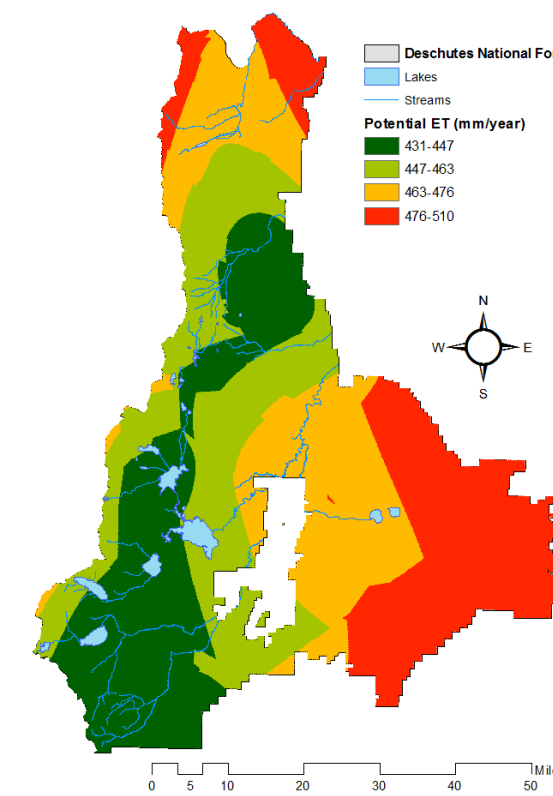 Deschutes National Fo
Lakes
Streams
Potential ET (mm/year)
431-447
447-463
463-476
476-510
N
W E
S
Mil
0 5 10 20 30 40 50